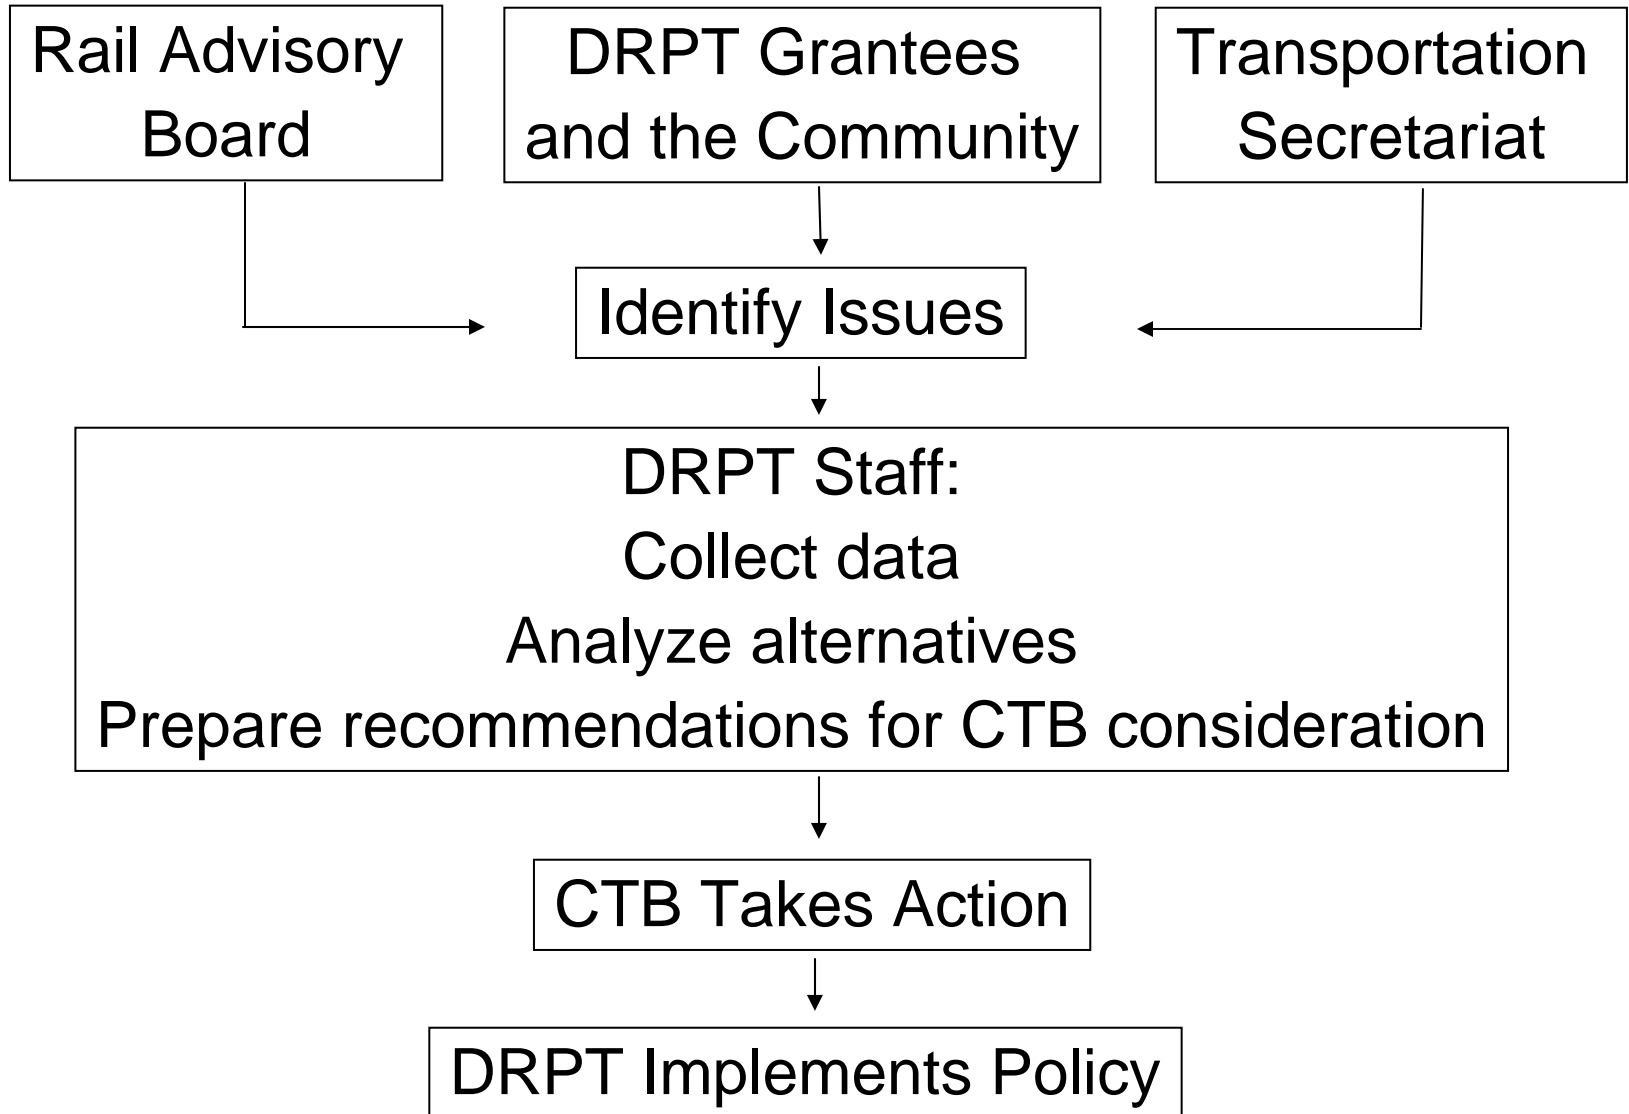 Rail Advisory
Board
DRPT Grantees
and the Community
Transportation
Secretariat
Identify Issues
DRPT Staff:
Collect data
Analyze alternatives
Prepare recommendations for CTB consideration
CTB Takes Action
DRPT Implements Policy